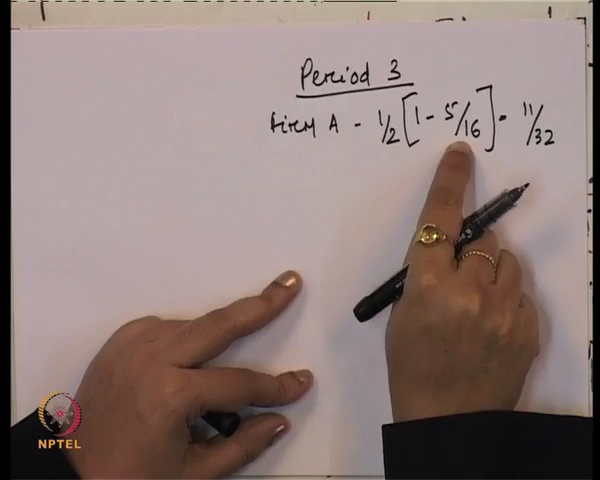 Period 3
Firm A - 1/2 [1 - 5/16] = 11/32
NPTEL